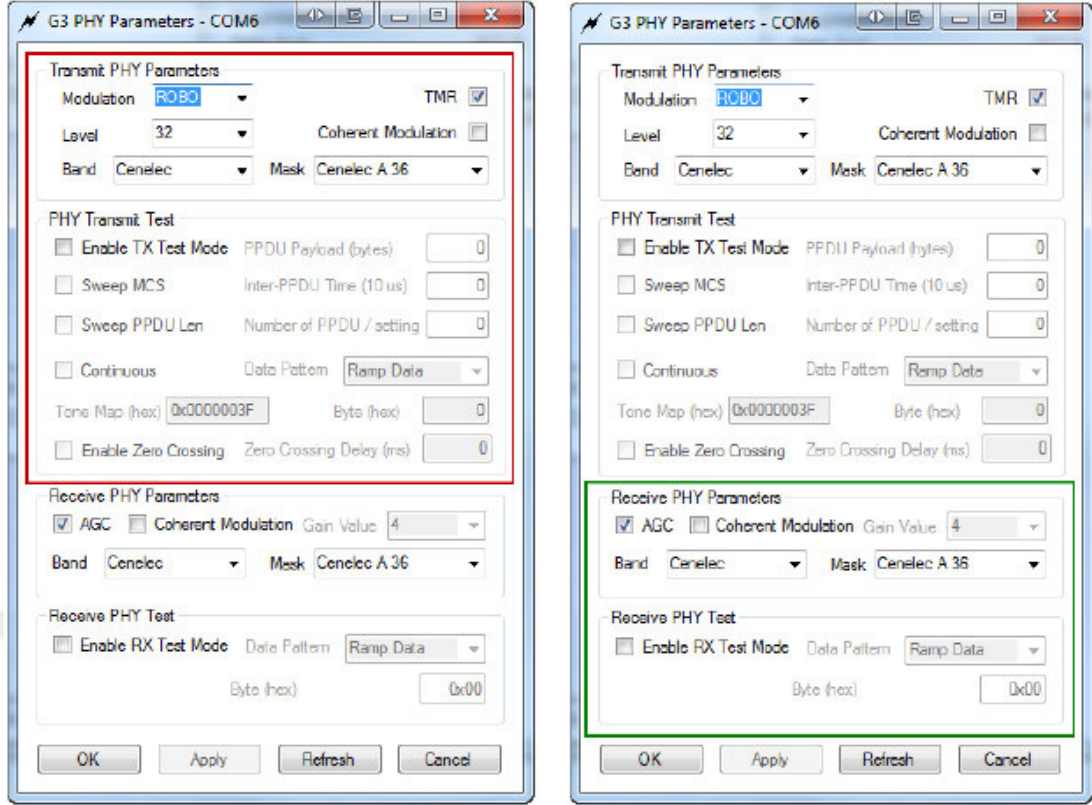 G3 PHY Parameters - COM6
Transmit PHY Parameters
Modulation ROBO TMR
Level 32 Coherent Modulation
Band Cenelec Mask Cenelec A 36
PHY Transmit Test
Enable TX Test Mode PPDU Payload (bytes) 0
Sweep MCS Inter-PPDU Time (10 us) 0
Sweep PPDU Len Number of PPDU / setting 0
Continuous Data Pattern Ramp Data
Tone Map (hex) 0x0000003F Byte (hex) 0
Enable Zero Crossing Zero Crossing Delay (ms) 0
Receive PHY Parameters
AGC Coherent Modulation Gain Value 4
Band Cenelec Mask Cenelec A 36
Receive PHY Test
Enable RX Test Mode Data Pattern Ramp Data
Byte (hex) 0x00
OK Apply Refresh Cancel
G3 PHY Parameters - COM6
Transmit PHY Parameters
Modulation ROBO TMR
Level 32 Coherent Modulation
Band Cenelec Mask Cenelec A 36
PHY Transmit Test
Enable TX Test Mode PPDU Payload (bytes) 0
Sweep MCS Inter-PPDU Time (10 us) 0
Sweep PPDU Len Number of PPDU / setting 0
Continuous Data Pattern Ramp Data
Tone Map (hex) 0x0000003F Byte (hex) 0
Enable Zero Crossing Zero Crossing Delay (ms) 0
Receive PHY Parameters
AGC Coherent Modulation Gain Value 4
Band Cenelec Mask Cenelec A 36
Receive PHY Test
Enable RX Test Mode Data Pattern Ramp Data
Byte (hex) 0x00
OK Apply Refresh Cancel